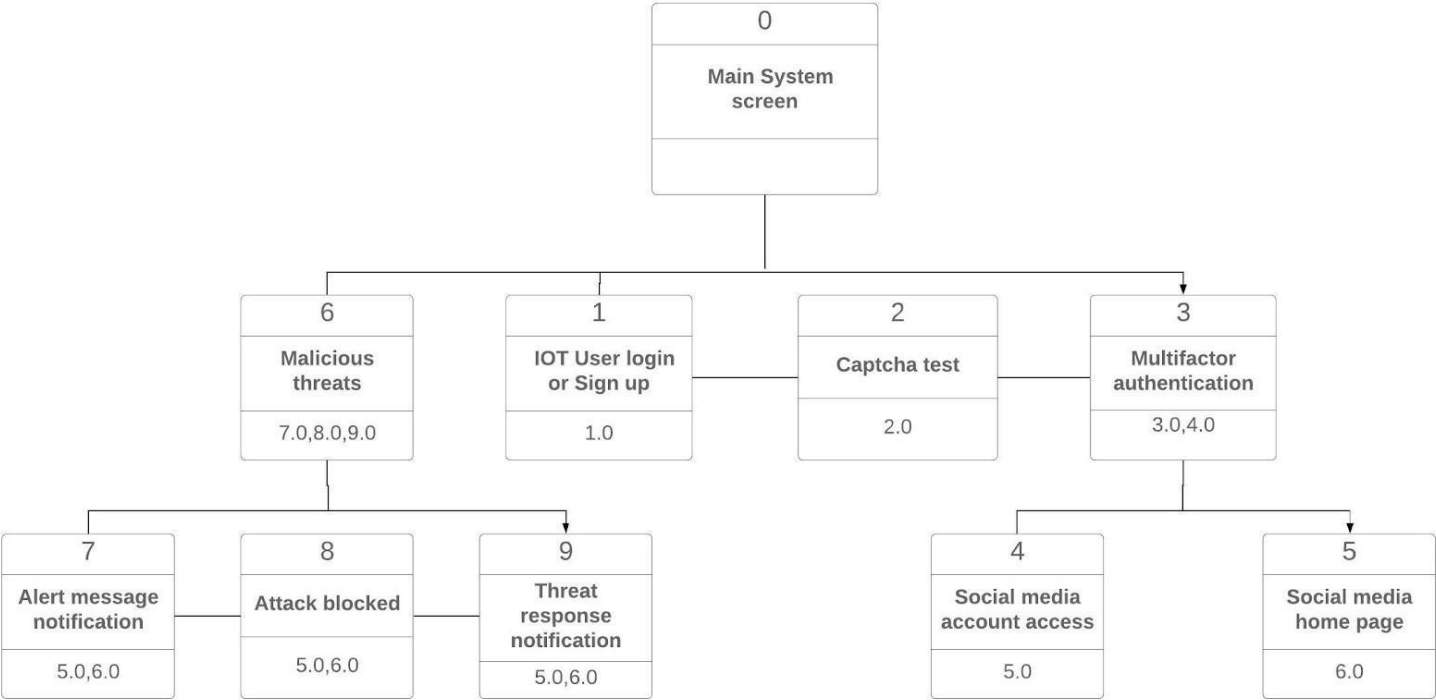 0
Main System
screen
6
Malicious
threats
7.0,8.0,9.0
1
IOT User login
or Sign up
1.0
2
Captcha test
2.0
3
Multifactor
authentication
3.0,4.0
7
Alert message
notification
5.0,6.0
8
Attack blocked
5.0,6.0
9
Threat
response
notification
5.0,6.0
4
Social media
account access
5.0
5
Social media
home page
6.0